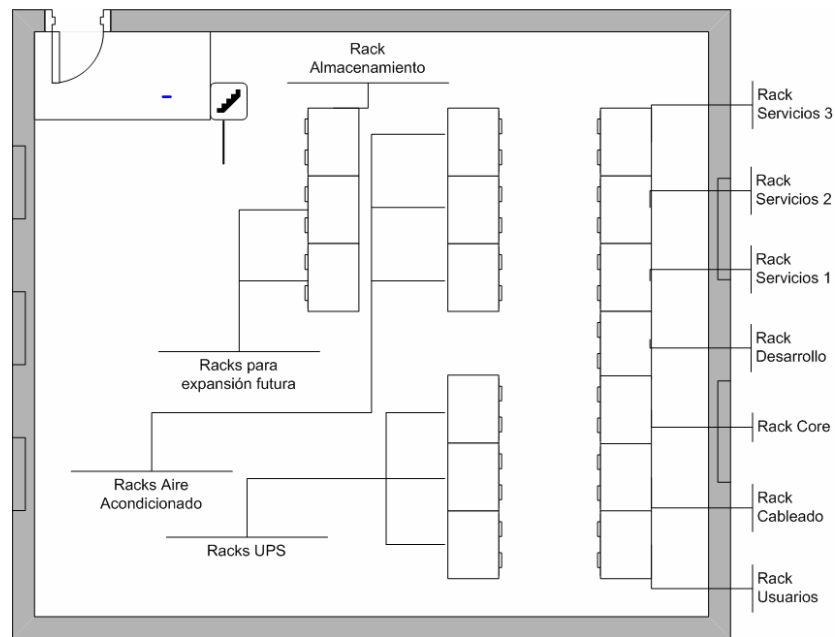 Rack
Almacenamiento
Rack
Servicios 3
Rack
Servicios 2
Rack
Servicios 1
Rack
Desarrollo
Racks para
expansión futura
Rack Core
Racks Aire
Acondicionado
Rack
Cableado
Racks UPS
Rack
Usuarios